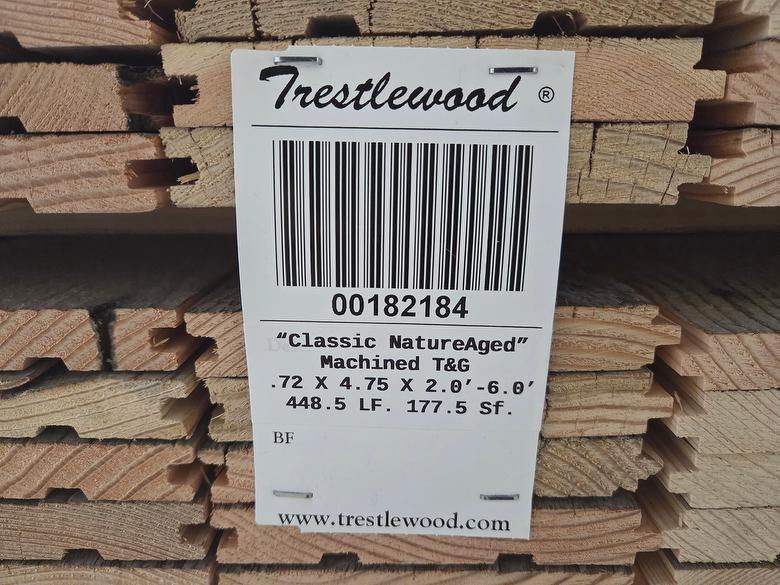 Trestlewood ®
00182184
“Classic NatureAged”
Machined T&G
.72 X 4.75 X 2.0’-6.0’
448.5 LF. 177.5 Sf.
BF
www.trestlewood.com